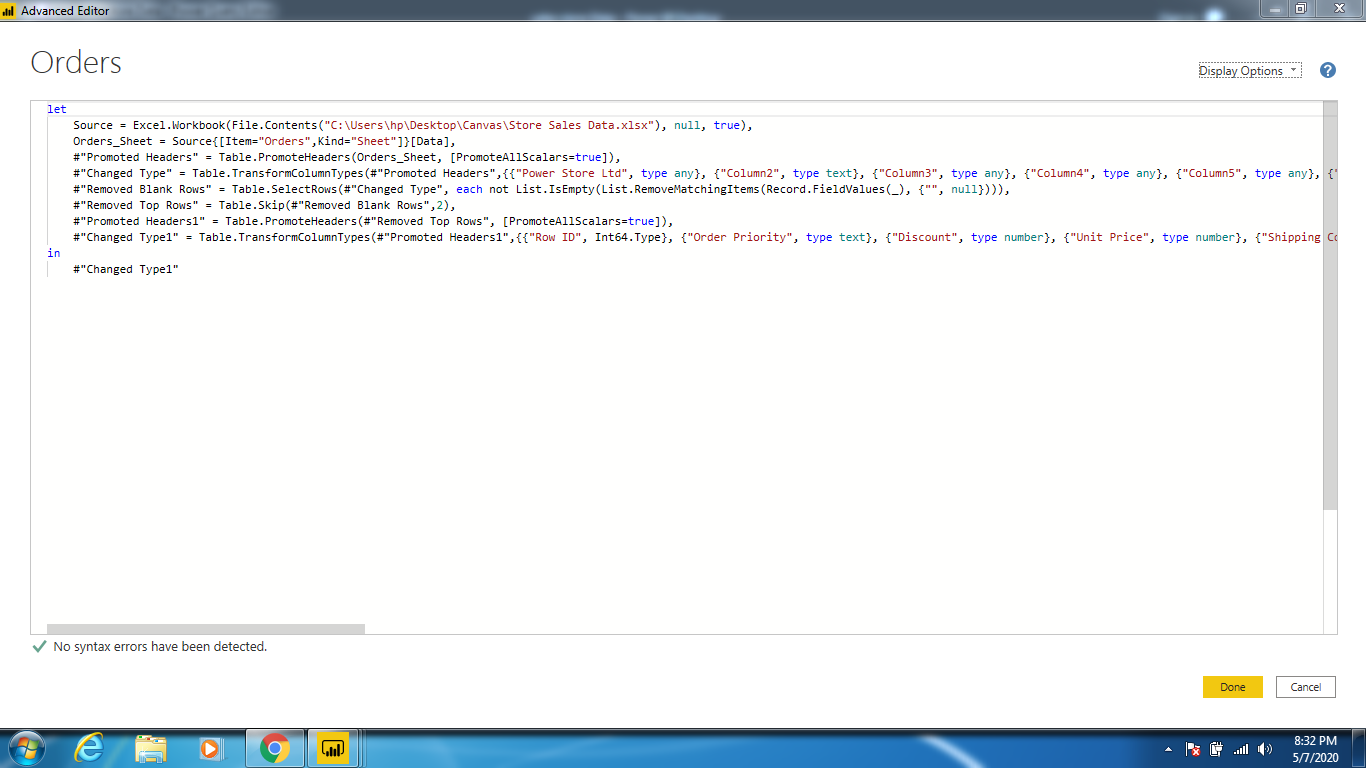 Advanced Editor
Orders
Display Options
?
let
Source = Excel.Workbook(File.Contents("C:\Users\hp\Desktop\Canvas\Store Sales Data.xlsx"), null, true),
Orders_Sheet = Source{[Item="Orders",Kind="Sheet"]}[Data],
#"Promoted Headers" = Table.PromoteHeaders(Orders_Sheet, [PromoteAllScalars=true]),
#"Changed Type" = Table.TransformColumnTypes(#"Promoted Headers",{{"Power Store Ltd", type any}, {"Column2", type text}, {"Column3", type any}, {"Column4", type any}, {"Column5", type any}, {"
#"Removed Blank Rows" = Table.SelectRows(#"Changed Type", each not List.IsEmpty(List.RemoveMatchingItems(Record.FieldValues(_), {"", null}))),
#"Removed Top Rows" = Table.Skip(#"Removed Blank Rows",2),
#"Promoted Headers1" = Table.PromoteHeaders(#"Removed Top Rows", [PromoteAllScalars=true]),
#"Changed Type1" = Table.TransformColumnTypes(#"Promoted Headers1",{{"Row ID", Int64.Type}, {"Order Priority", type text}, {"Discount", type number}, {"Unit Price", type number}, {"Shipping Co
in
#"Changed Type1"
No syntax errors have been detected.
Done
Cancel
8:32 PM
5/7/2020